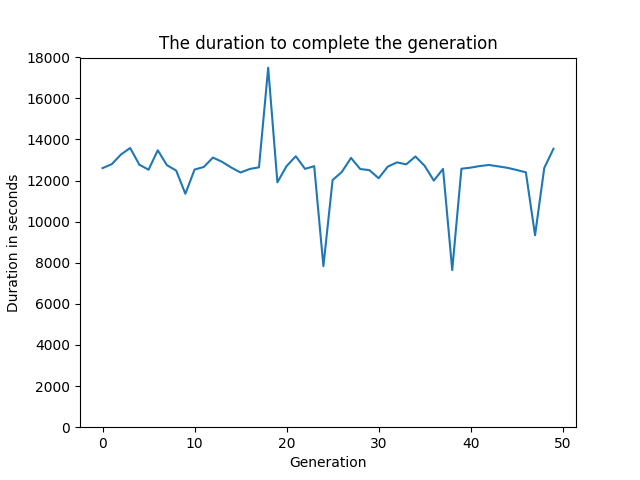 The duration to complete the generation
18000
16000
14000
12000
10000
8000
6000
4000
2000
0
Duration in seconds
0 10 20 30 40 50
Generation